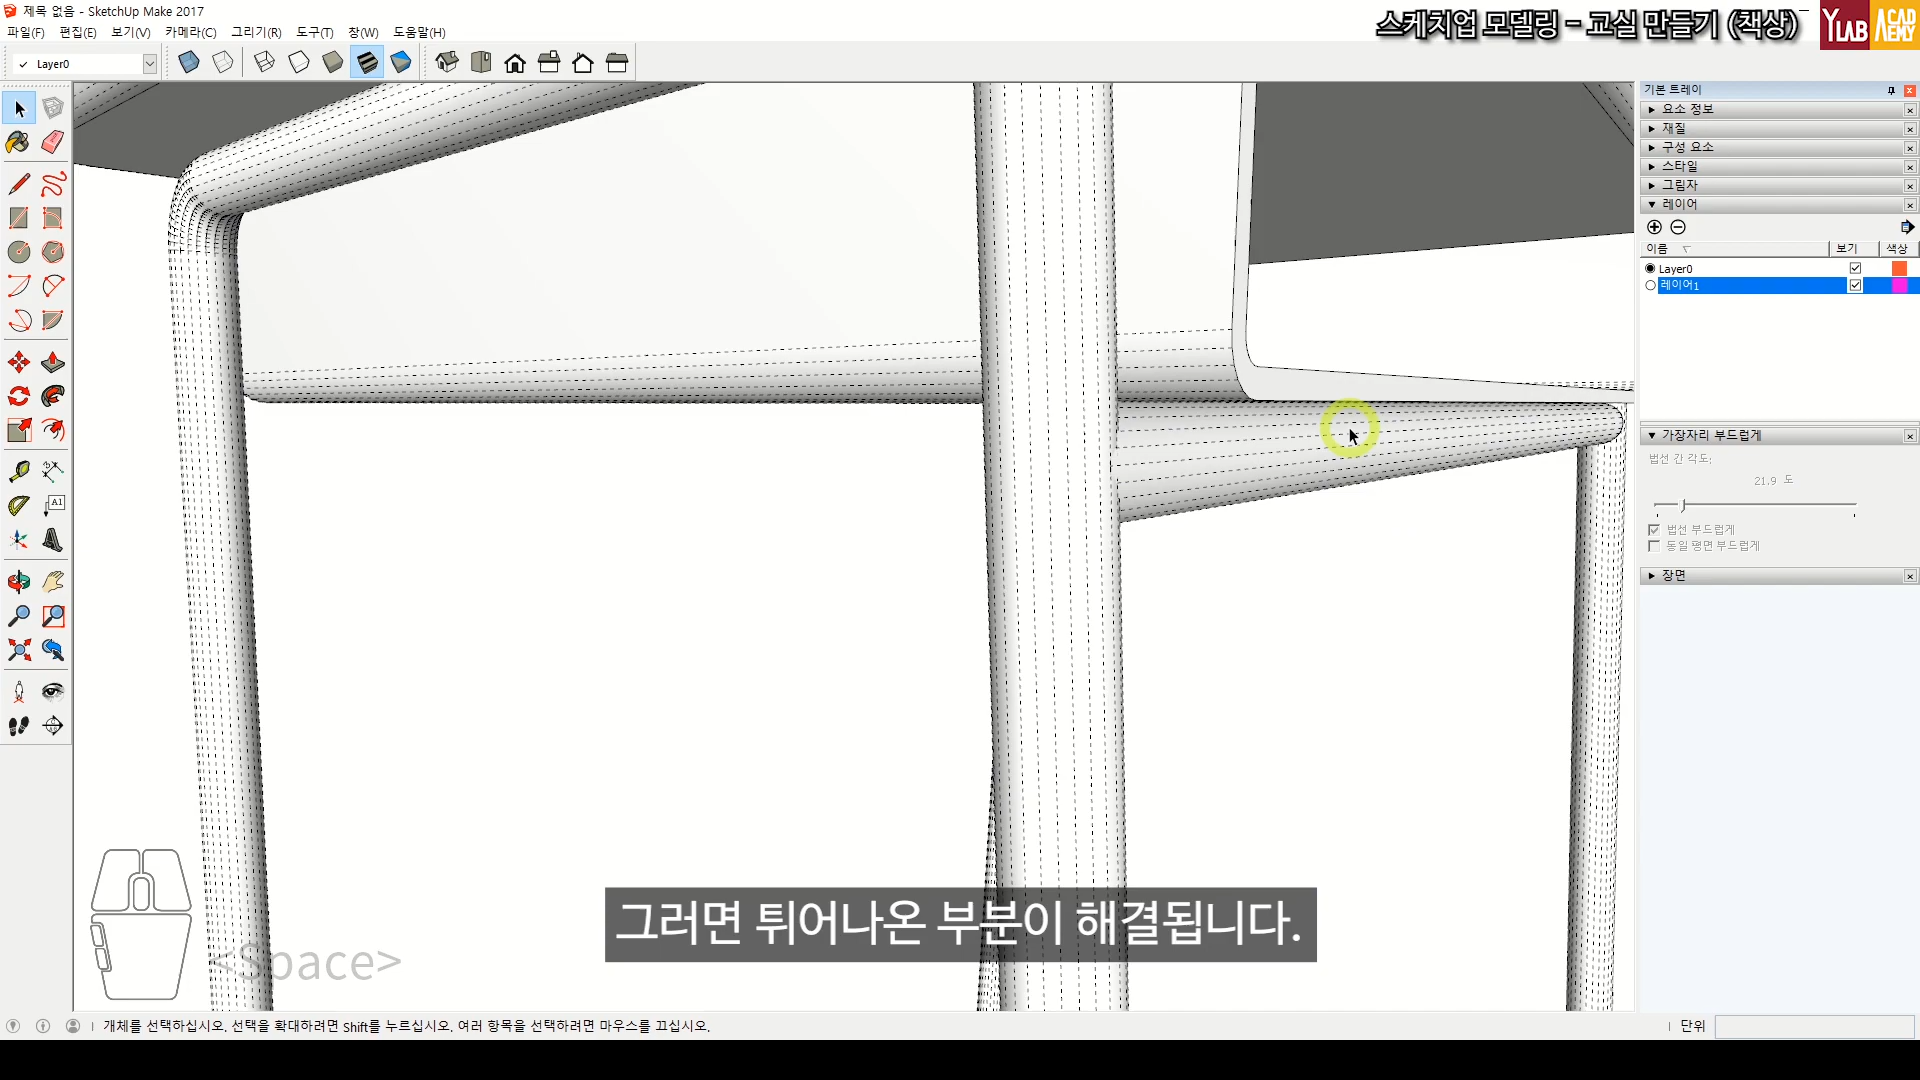 제목 없음 - SketchUp Make 2017
파일(F) 편집(E) 보기(V) 카메라(C) 그리기(R) 도구(T) 창(W) 도움말(H)
스케치업 모델링 - 교실 만들기 (책상)
YLAB ACADEMY
Layer0
기본 트레이
요소 정보
재질
구성 요소
스타일
그림자
레이어
이름 보기 색상
Layer0
레이어1
가장자리 부드럽게
법선 간 각도:
21.9 도
법선 부드럽게
동일 평면 부드럽게
장면
그러면 튀어나온 부분이 해결됩니다.
<Space>
개체를 선택하십시오. 선택을 확대하려면 Shift를 누르십시오. 여러 항목을 선택하려면 마우스를 끄십시오.
단위